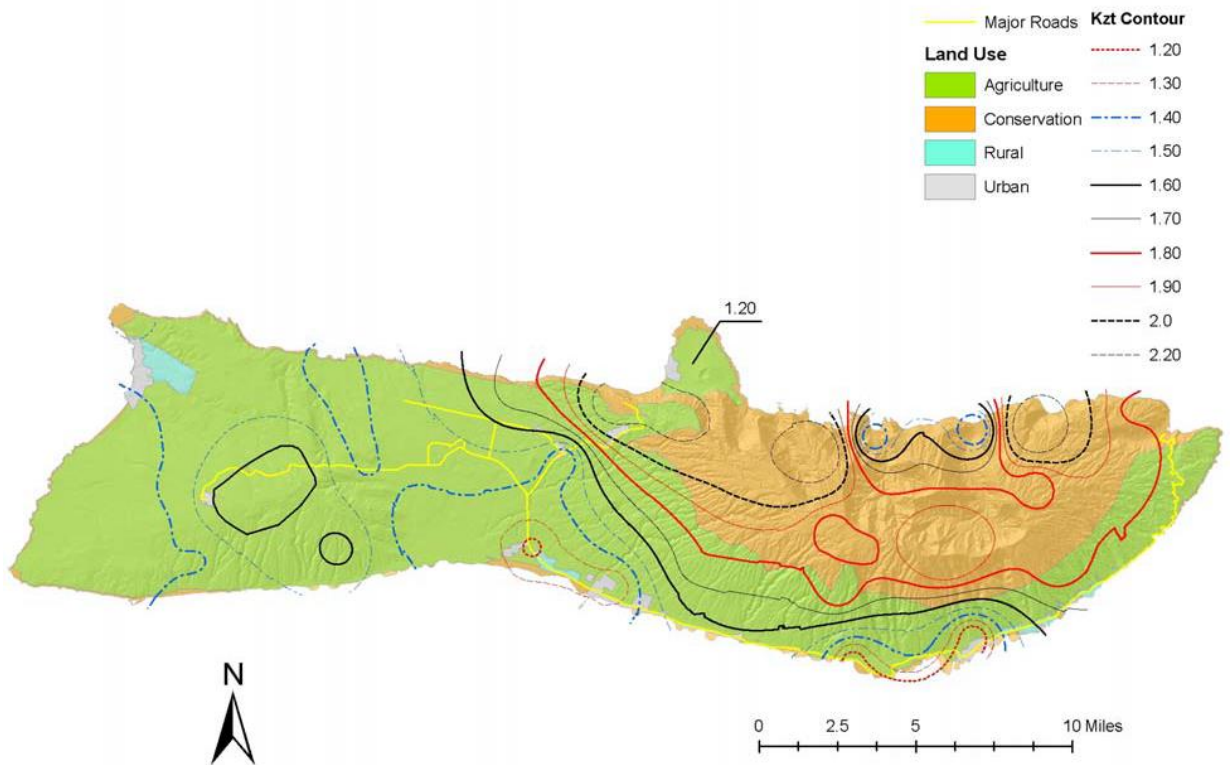 Major Roads
Land Use
Agriculture
Conservation
Rural
Urban
Kzt Contour
1.20
1.30
1.40
1.50
1.60
1.70
1.80
1.90
2.0
2.20
1.20
N
0 2.5 5 10 Miles